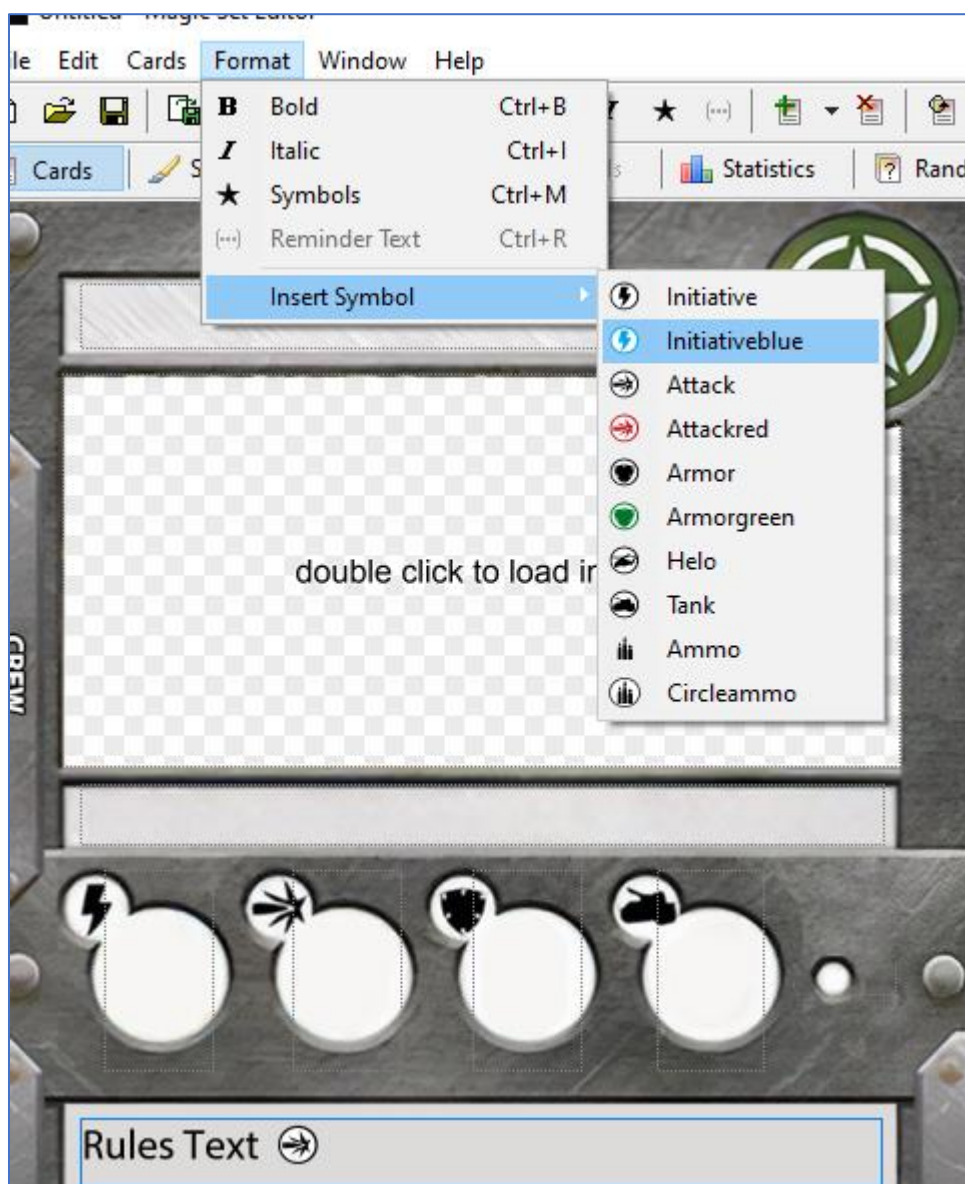 Untitled - Magic Set Editor
Edit Cards Format Window Help
B Bold Ctrl+B
I Italic Ctrl+I
Symbols Ctrl+M
(···) Reminder Text Ctrl+R
Insert Symbol
Cards
Statistics
?
Initiative
Initiativeblue
Attack
Attackred
Armor
Armorgreen
Helo
Tank
Ammo
Circleammo
double click to load
CREW
Rules Text